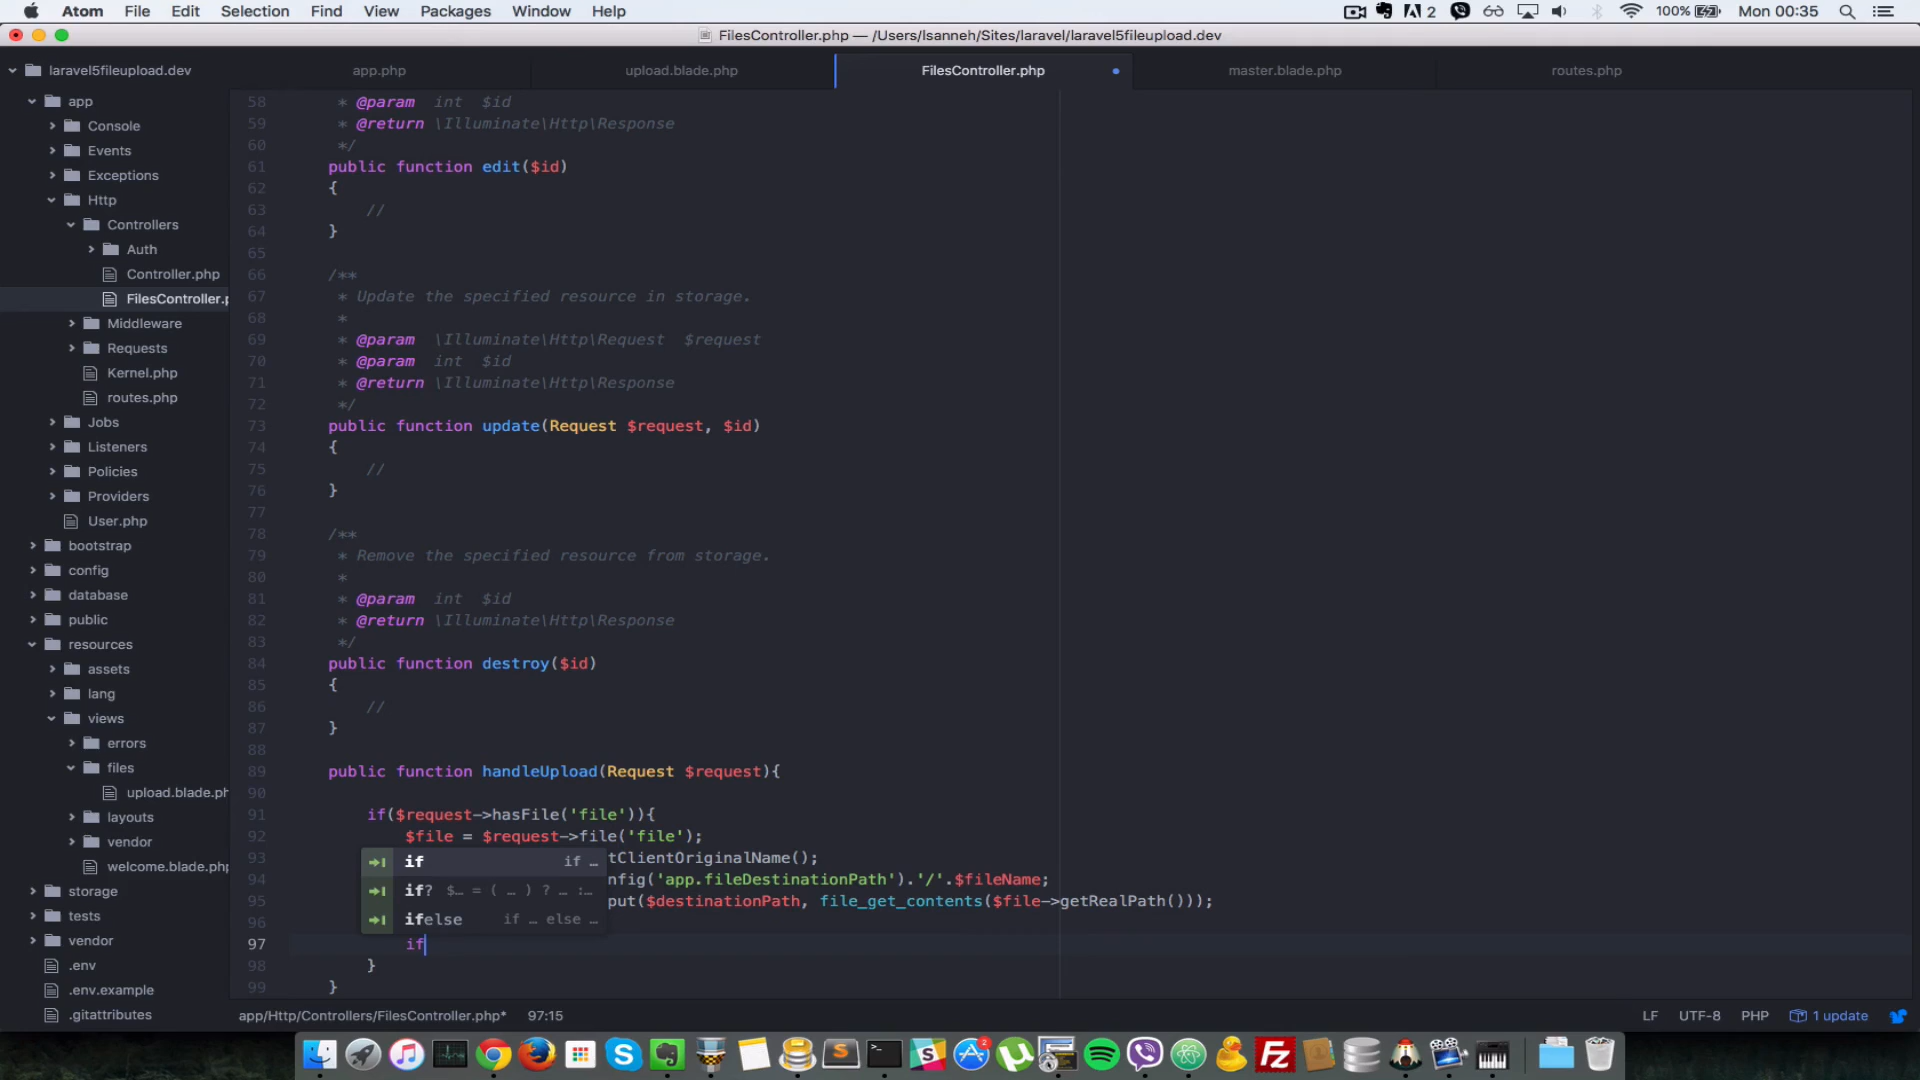 Atom File Edit Selection Find View Packages Window Help 2 100% Mon 00:35
FilesController.php — /Users/lsanneh/Sites/laravel/laravel5fileupload.dev
laravel5fileupload.dev
app
Console
Events
Exceptions
Http
Controllers
Auth
Controller.php
FilesController.p
Middleware
Requests
Kernel.php
routes.php
Jobs
Listeners
Policies
Providers
User.php
bootstrap
config
database
public
resources
assets
lang
views
errors
files
upload.blade.ph
layouts
vendor
welcome.blade.php
storage
tests
vendor
.env
.env.example
.gitattributes
app.php upload.blade.php FilesController.php master.blade.php routes.php
58 * @param int $id
59 * @return \Illuminate\Http\Response
60 */
61 public function edit($id)
62 {
63 //
64 }
65
66 /**
67 * Update the specified resource in storage.
68 *
69 * @param \Illuminate\Http\Request $request
70 * @param int $id
71 * @return \Illuminate\Http\Response
72 */
73 public function update(Request $request, $id)
74 {
75 //
76 }
77
78 /**
79 * Remove the specified resource from storage.
80 *
81 * @param int $id
82 * @return \Illuminate\Http\Response
83 */
84 public function destroy($id)
85 {
86 //
87 }
88
89 public function handleUpload(Request $request){
90
91 if($request->hasFile('file')){
92 $file = $request->file('file');
93 tClientOriginalName();
94 nfig('app.fileDestinationPath').'/'.$fileName;
95 put($destinationPath, file_get_contents($file->getRealPath()));
96
97 if
98 }
99 }
if if …
if? $… = ( … ) ? … :…
ifelse if … else …
app/Http/Controllers/FilesController.php* 97:15 LF UTF-8 PHP 1 update